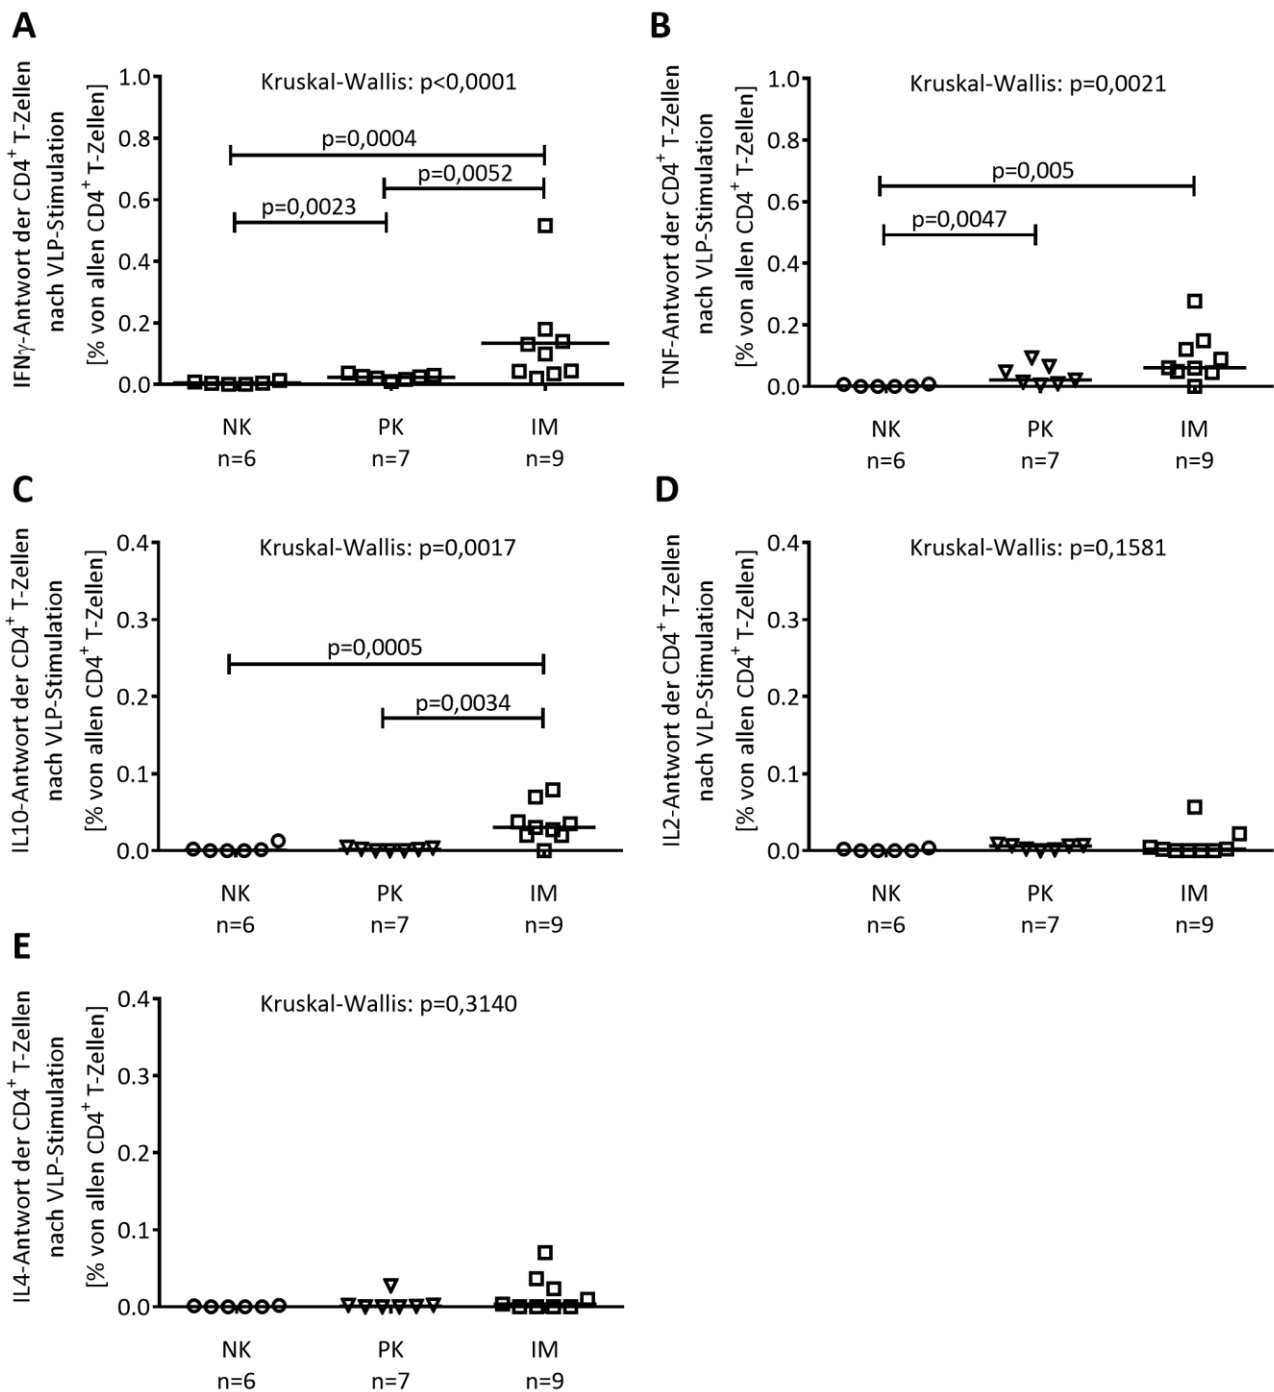 A
IFNγ-Antwort der CD4⁺ T-Zellen
nach VLP-Stimulation
[% von allen CD4⁺ T-Zellen]
Kruskal-Wallis: p<0,0001
p=0,0004
p=0,0052
p=0,0023
1.0
0.8
0.6
0.4
0.2
0.0
NK PK IM
n=6 n=7 n=9
B
TNF-Antwort der CD4⁺ T-Zellen
nach VLP-Stimulation
[% von allen CD4⁺ T-Zellen]
Kruskal-Wallis: p=0,0021
p=0,005
p=0,0047
1.0
0.8
0.6
0.4
0.2
0.0
NK PK IM
n=6 n=7 n=9
C
IL10-Antwort der CD4⁺ T-Zellen
nach VLP-Stimulation
[% von allen CD4⁺ T-Zellen]
Kruskal-Wallis: p=0,0017
p=0,0005
p=0,0034
0.4
0.3
0.2
0.1
0.0
NK PK IM
n=6 n=7 n=9
D
IL2-Antwort der CD4⁺ T-Zellen
nach VLP-Stimulation
[% von allen CD4⁺ T-Zellen]
Kruskal-Wallis: p=0,1581
0.4
0.3
0.2
0.1
0.0
NK PK IM
n=6 n=7 n=9
E
IL4-Antwort der CD4⁺ T-Zellen
nach VLP-Stimulation
[% von allen CD4⁺ T-Zellen]
Kruskal-Wallis: p=0,3140
0.4
0.3
0.2
0.1
0.0
NK PK IM
n=6 n=7 n=9